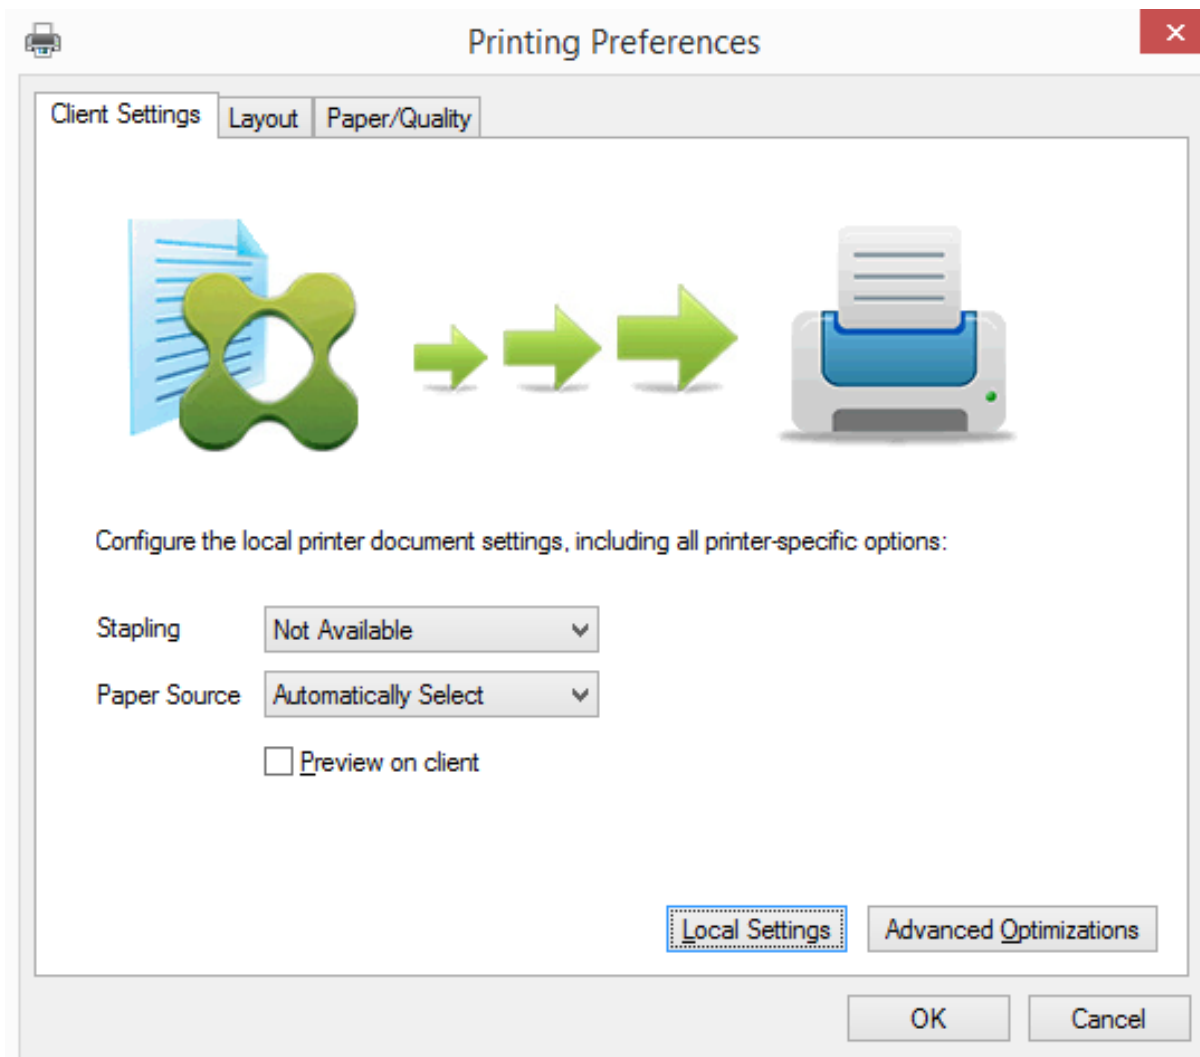 Printing Preferences
Client Settings Layout Paper/Quality
Configure the local printer document settings, including all printer-specific options:
Stapling Not Available
Paper Source Automatically Select
Preview on client
Local Settings Advanced Optimizations
OK Cancel